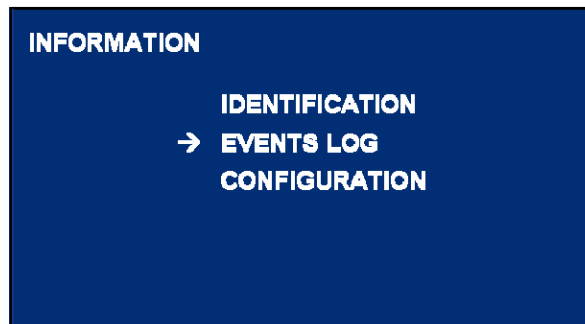 INFORMATION
IDENTIFICATION
→ EVENTS LOG
CONFIGURATION